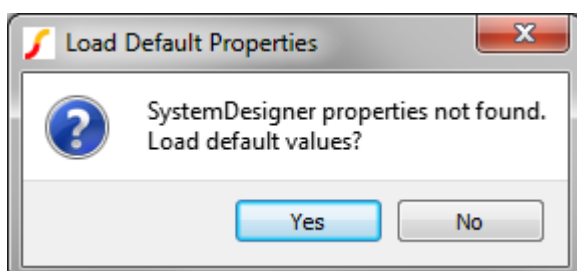 Load Default Properties
SystemDesigner properties not found.
Load default values?
Yes No